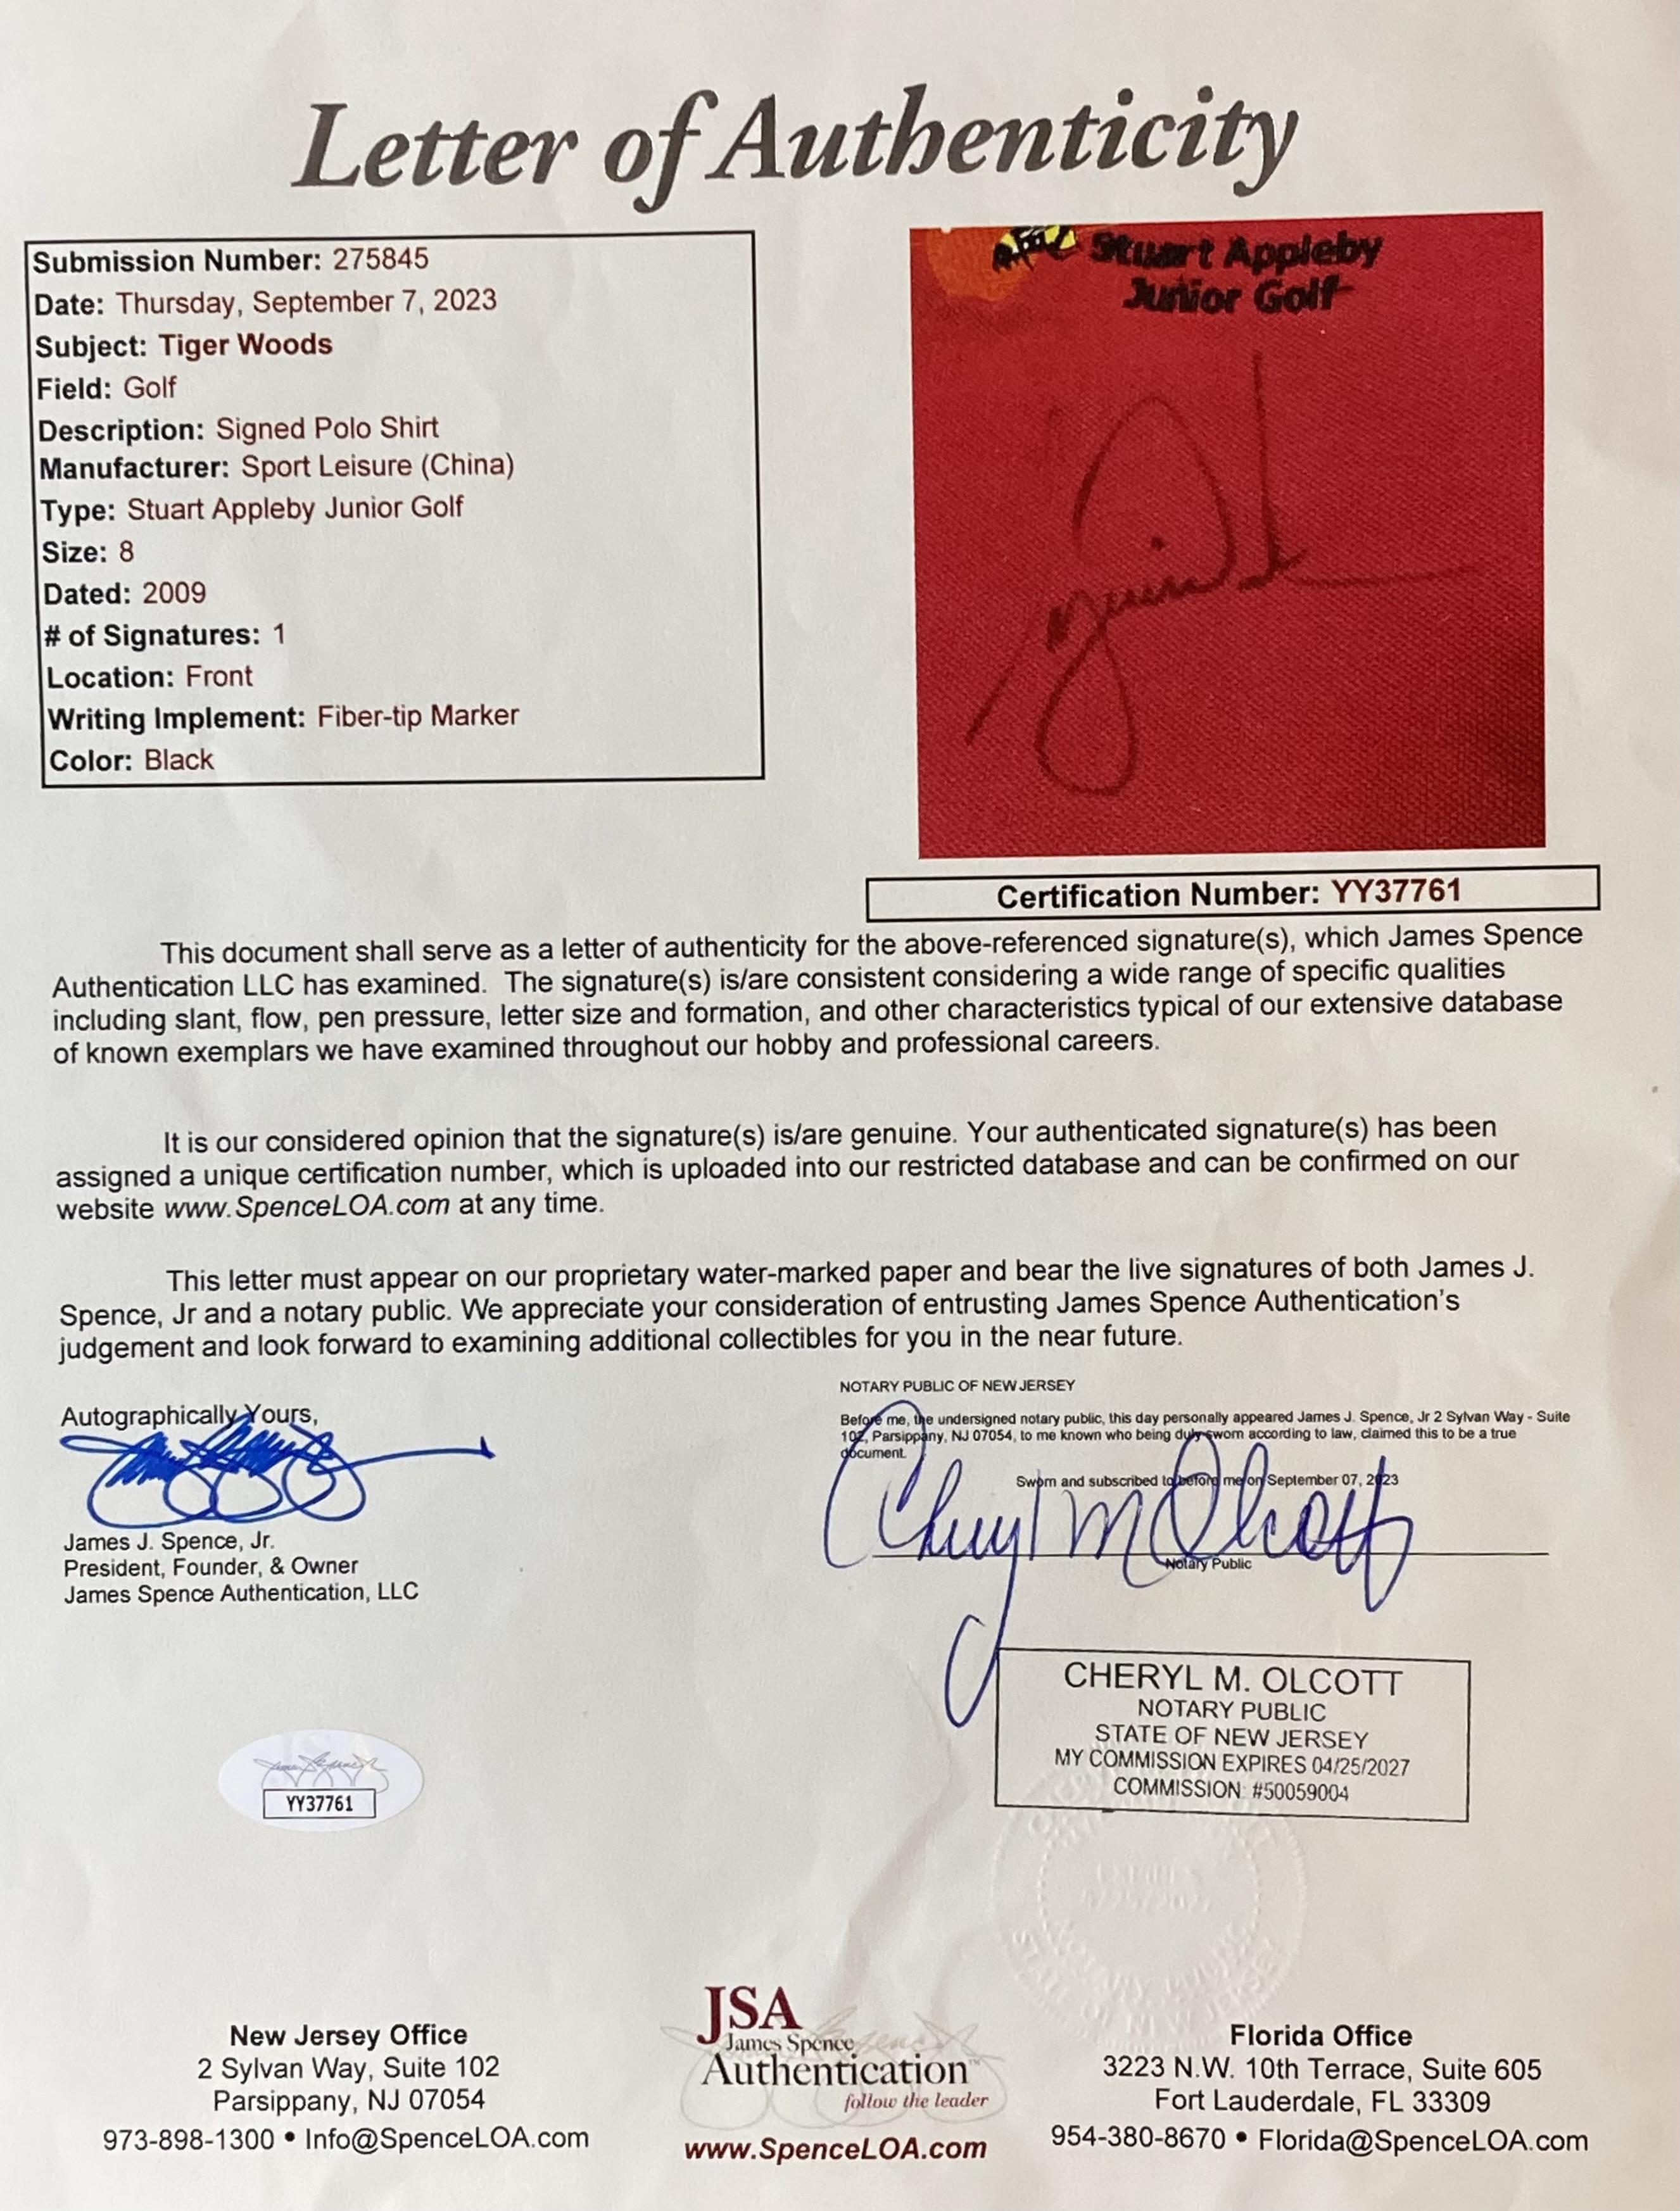 Letter of Authenticity
Submission Number: 275845
Date: Thursday, September 7, 2023
Subject: Tiger Woods
Field: Golf
Description: Signed Polo Shirt
Manufacturer: Sport Leisure (China)
Type: Stuart Appleby Junior Golf
Size: 8
Dated: 2009
# of Signatures: 1
Location: Front
Writing Implement: Fiber-tip Marker
Color: Black
Stuart Appleby
Junior Golf
Certification Number: YY37761
This document shall serve as a letter of authenticity for the above-referenced signature(s), which James Spence
Authentication LLC has examined. The signature(s) is/are consistent considering a wide range of specific qualities
including slant, flow, pen pressure, letter size and formation, and other characteristics typical of our extensive database
of known exemplars we have examined throughout our hobby and professional careers.
It is our considered opinion that the signature(s) is/are genuine. Your authenticated signature(s) has been
assigned a unique certification number, which is uploaded into our restricted database and can be confirmed on our
website www.SpenceLOA.com at any time.
This letter must appear on our proprietary water-marked paper and bear the live signatures of both James J.
Spence, Jr and a notary public. We appreciate your consideration of entrusting James Spence Authentication's
judgement and look forward to examining additional collectibles for you in the near future.
Autographically Yours,
James J. Spence, Jr.
President, Founder, & Owner
James Spence Authentication, LLC
NOTARY PUBLIC OF NEW JERSEY
Before me, the undersigned notary public, this day personally appeared James J. Spence, Jr 2 Sylvan Way - Suite
102, Parsippany, NJ 07054, to me known who being duly sworn according to law, claimed this to be a true
document.
Sworn and subscribed to before me on September 07, 2023
Cheryl M Olcott
Notary Public
CHERYL M. OLCOTT
NOTARY PUBLIC
STATE OF NEW JERSEY
MY COMMISSION EXPIRES 04/25/2027
COMMISSION: #50059004
YY37761
New Jersey Office
2 Sylvan Way, Suite 102
Parsippany, NJ 07054
973-898-1300 • Info@SpenceLOA.com
JSA
James Spence
Authentication
follow the leader
www.SpenceLOA.com
Florida Office
3223 N.W. 10th Terrace, Suite 605
Fort Lauderdale, FL 33309
954-380-8670 • Florida@SpenceLOA.com